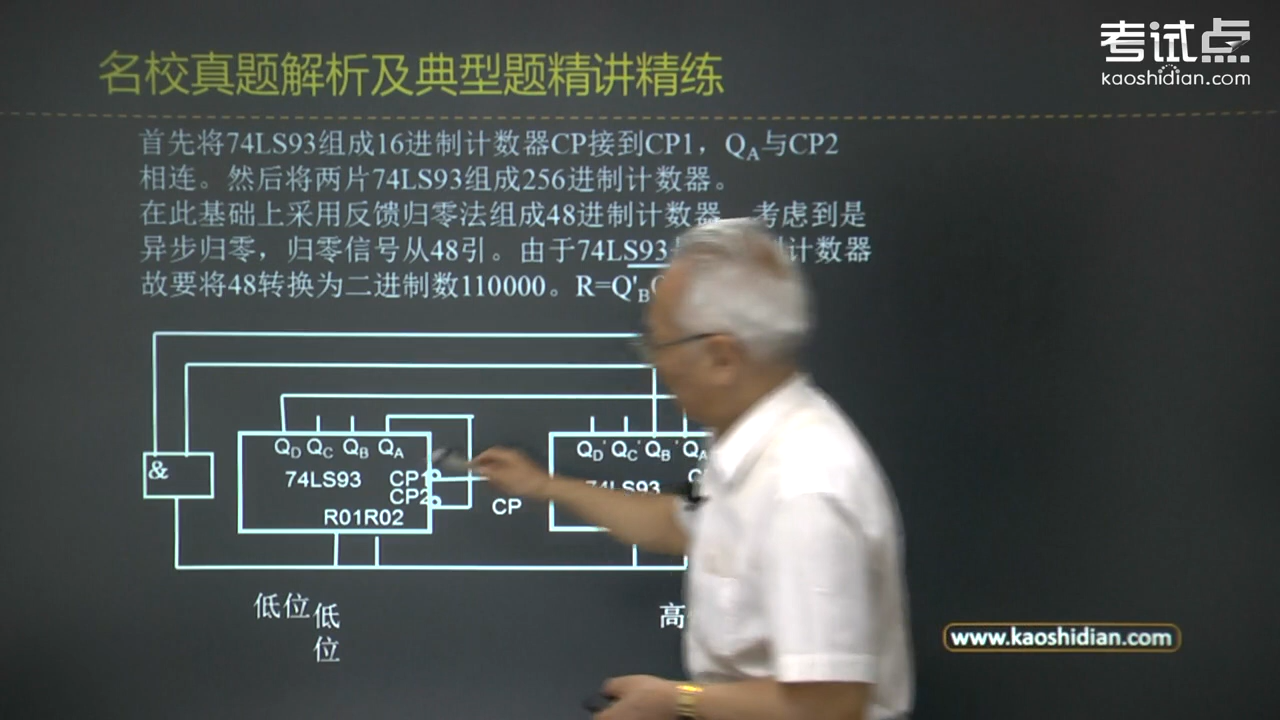 考试点
kaoshidian.com
名校真题解析及典型题精讲精练
首先将74LS93组成16进制计数器CP接到CP1，QA与CP2
相连。然后将两片74LS93组成256进制计数器。
在此基础上采用反馈归零法组成48进制计数器 考虑到是
异步归零，归零信号从48引。由于74LS93 计数器
故要将48转换为二进制数110000。R=Q'B
& QD QC QB QA QD' QC' QB'
74LS93 CP1 74LS93
CP2 CP
R01R02
低位 低位 高
www.kaoshidian.com